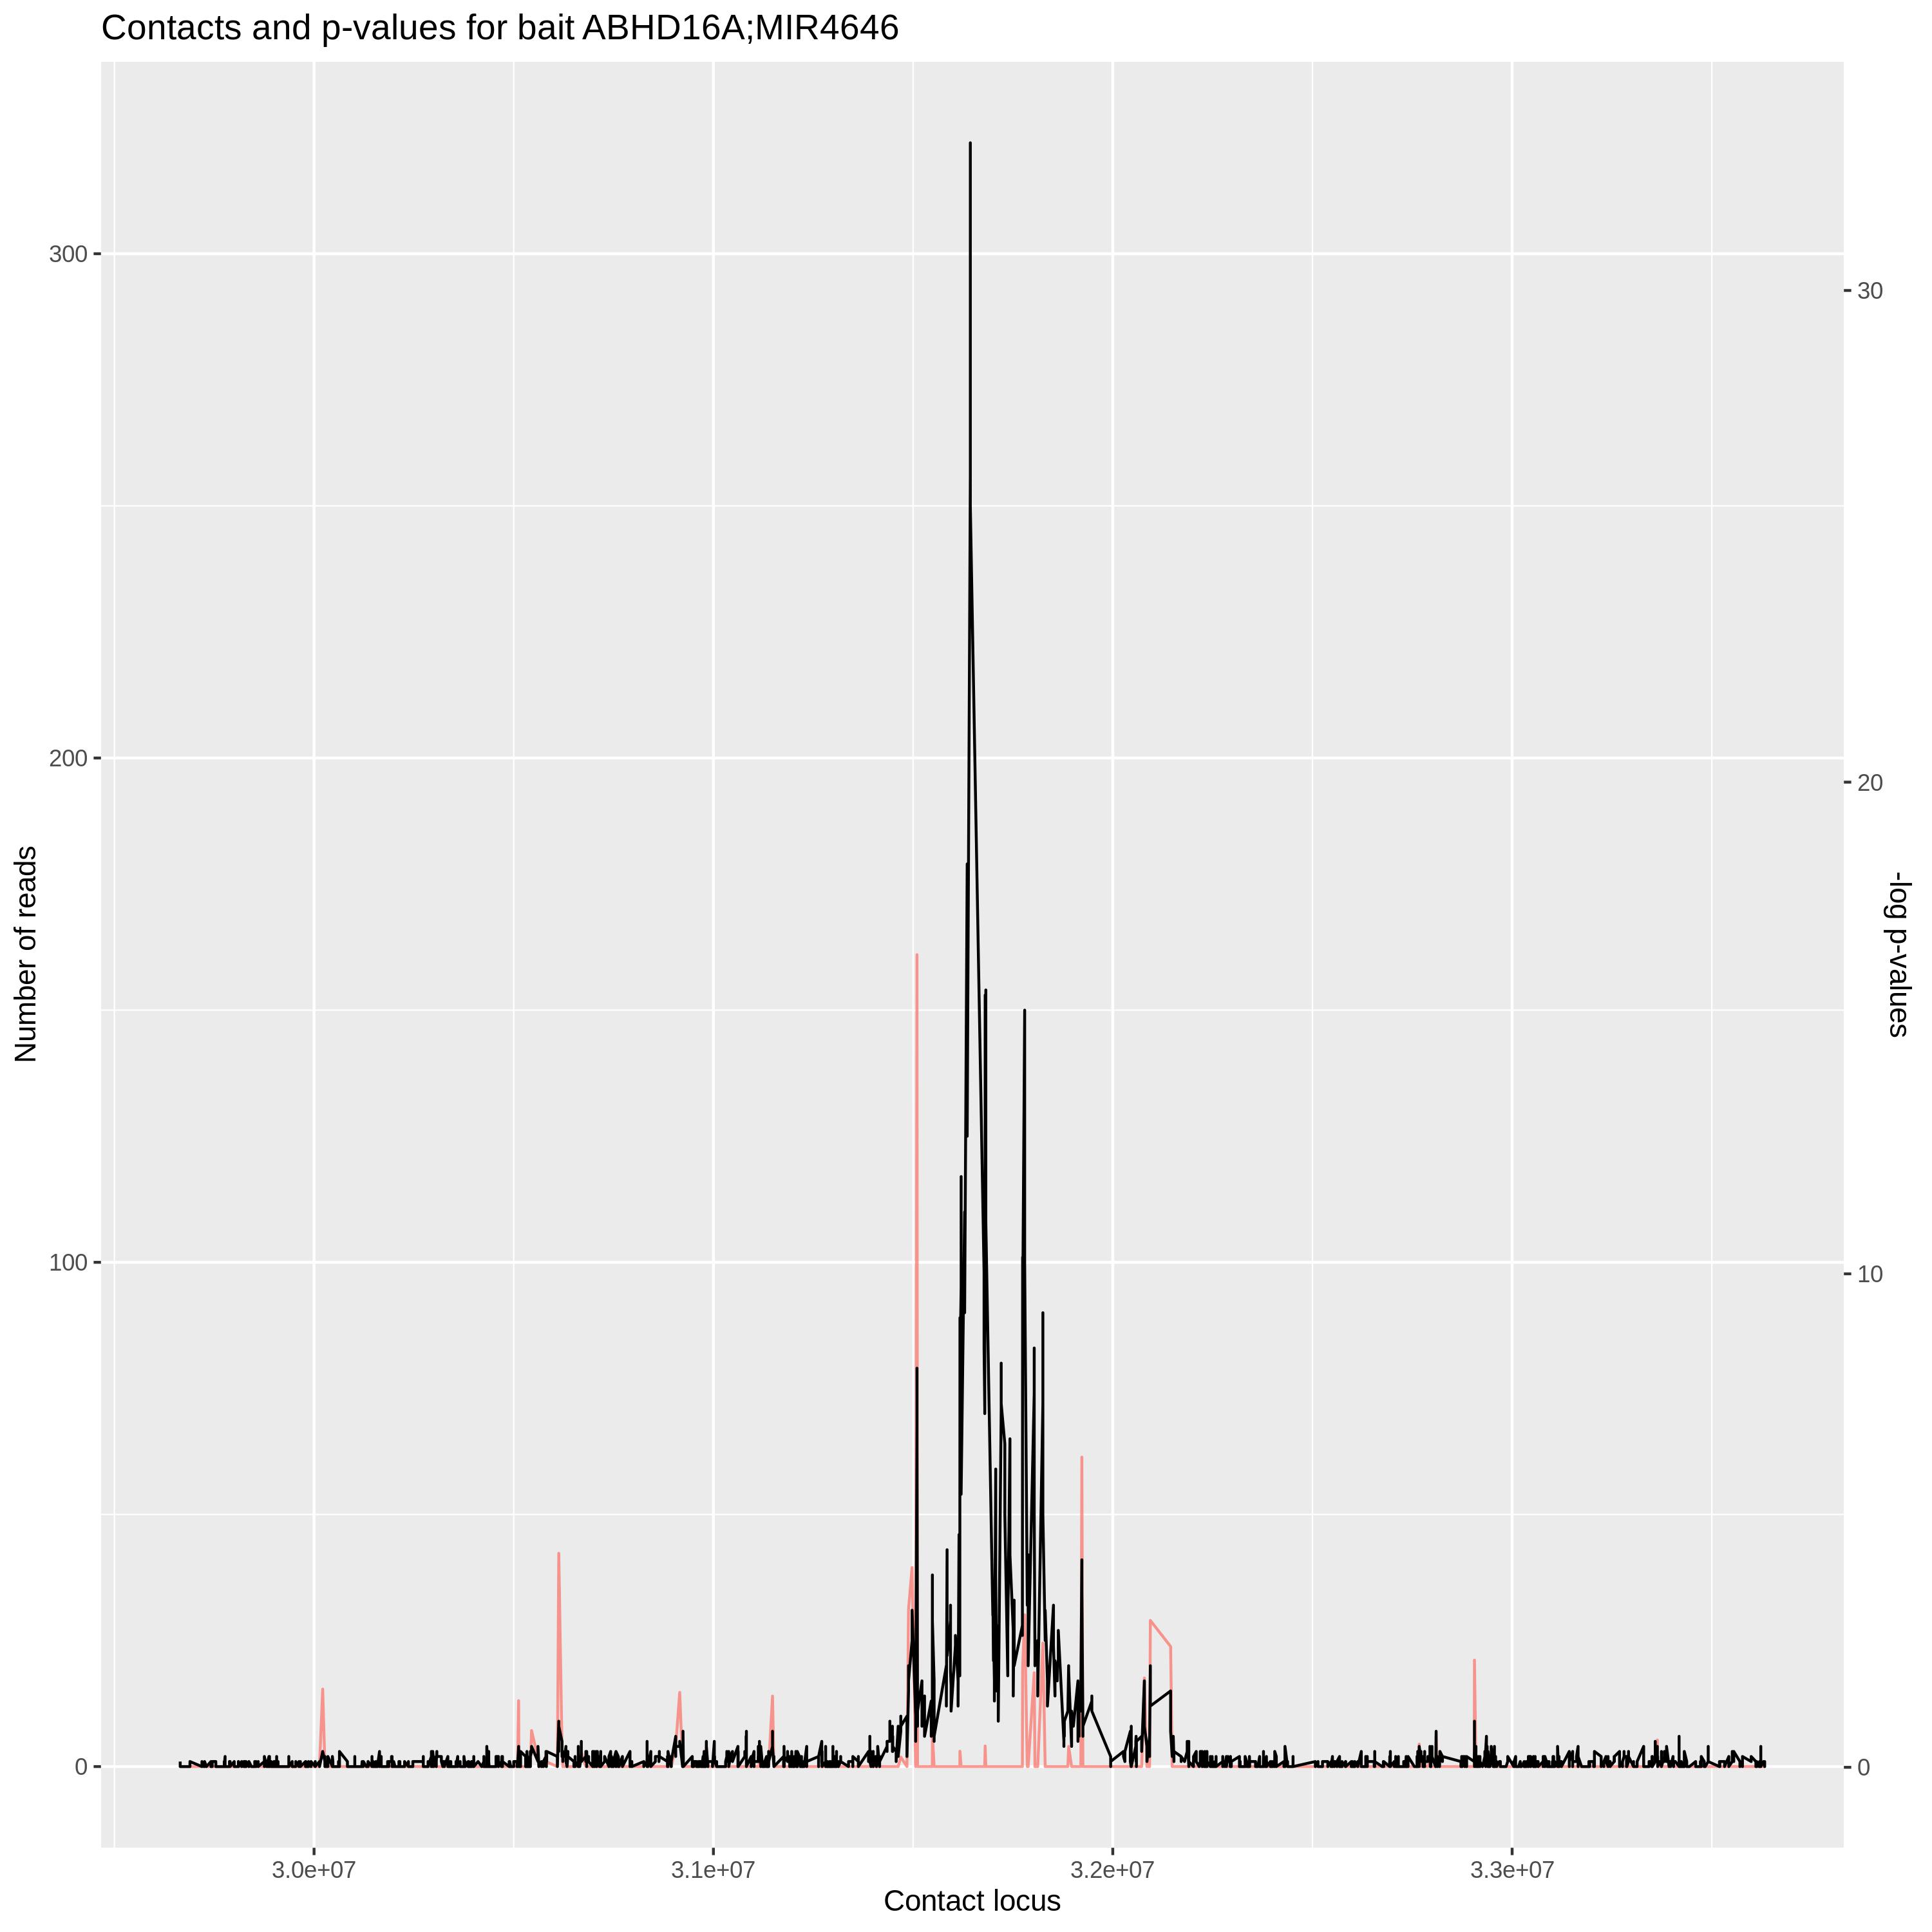 Contacts and p-values for bait ABHD16A;MIR4646
Number of reads
300
200
100
0
30
20
10
0
-log p-values
3.0e+07
3.1e+07
3.2e+07
3.3e+07
Contact locus